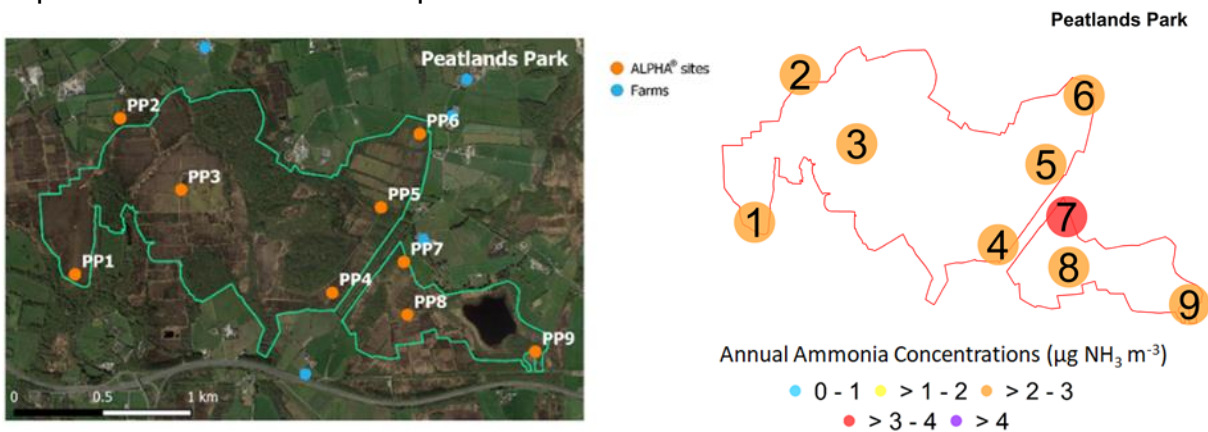 Peatlands Park
PP2
PP6
PP3
PP5
PP7
PP1
PP4
PP8
PP9
0 0.5 1 km
ALPHA® sites
Farms
Peatlands Park
2
6
3
5
7
1
4
8
9
Annual Ammonia Concentrations (µg NH₃ m⁻³)
0 - 1 > 1 - 2 > 2 - 3
> 3 - 4 > 4